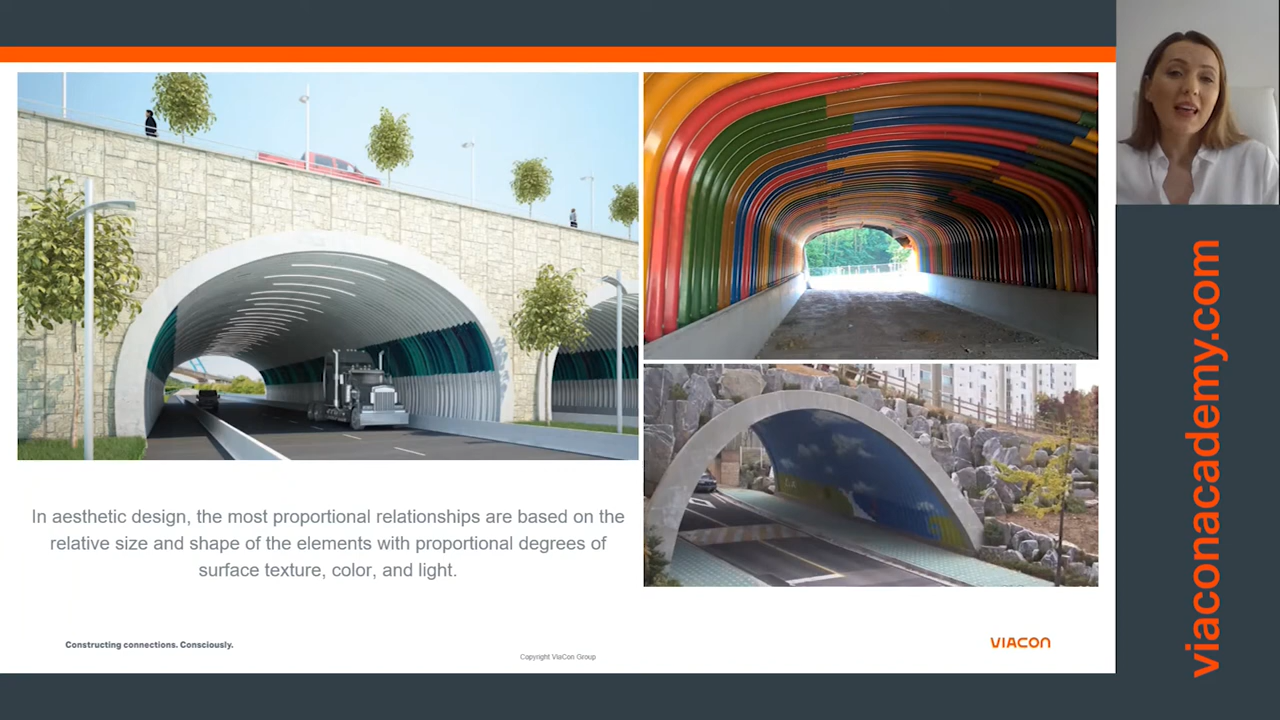 In aesthetic design, the most proportional relationships are based on the
relative size and shape of the elements with proportional degrees of
surface texture, color, and light.
Constructing connections. Consciously.
Copyright ViaCon Group
VIACON
viaconacademy.com